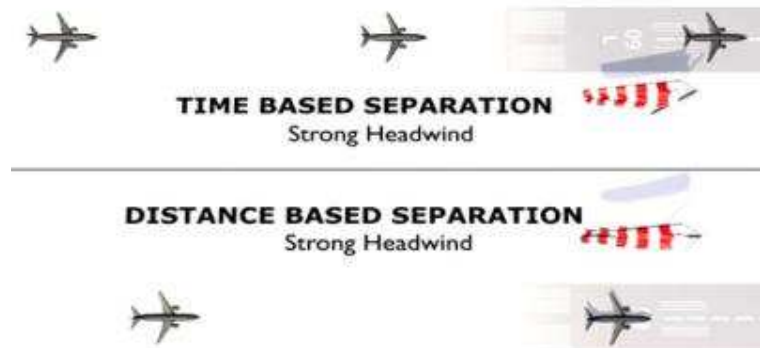 TIME BASED SEPARATION
Strong Headwind
DISTANCE BASED SEPARATION
Strong Headwind